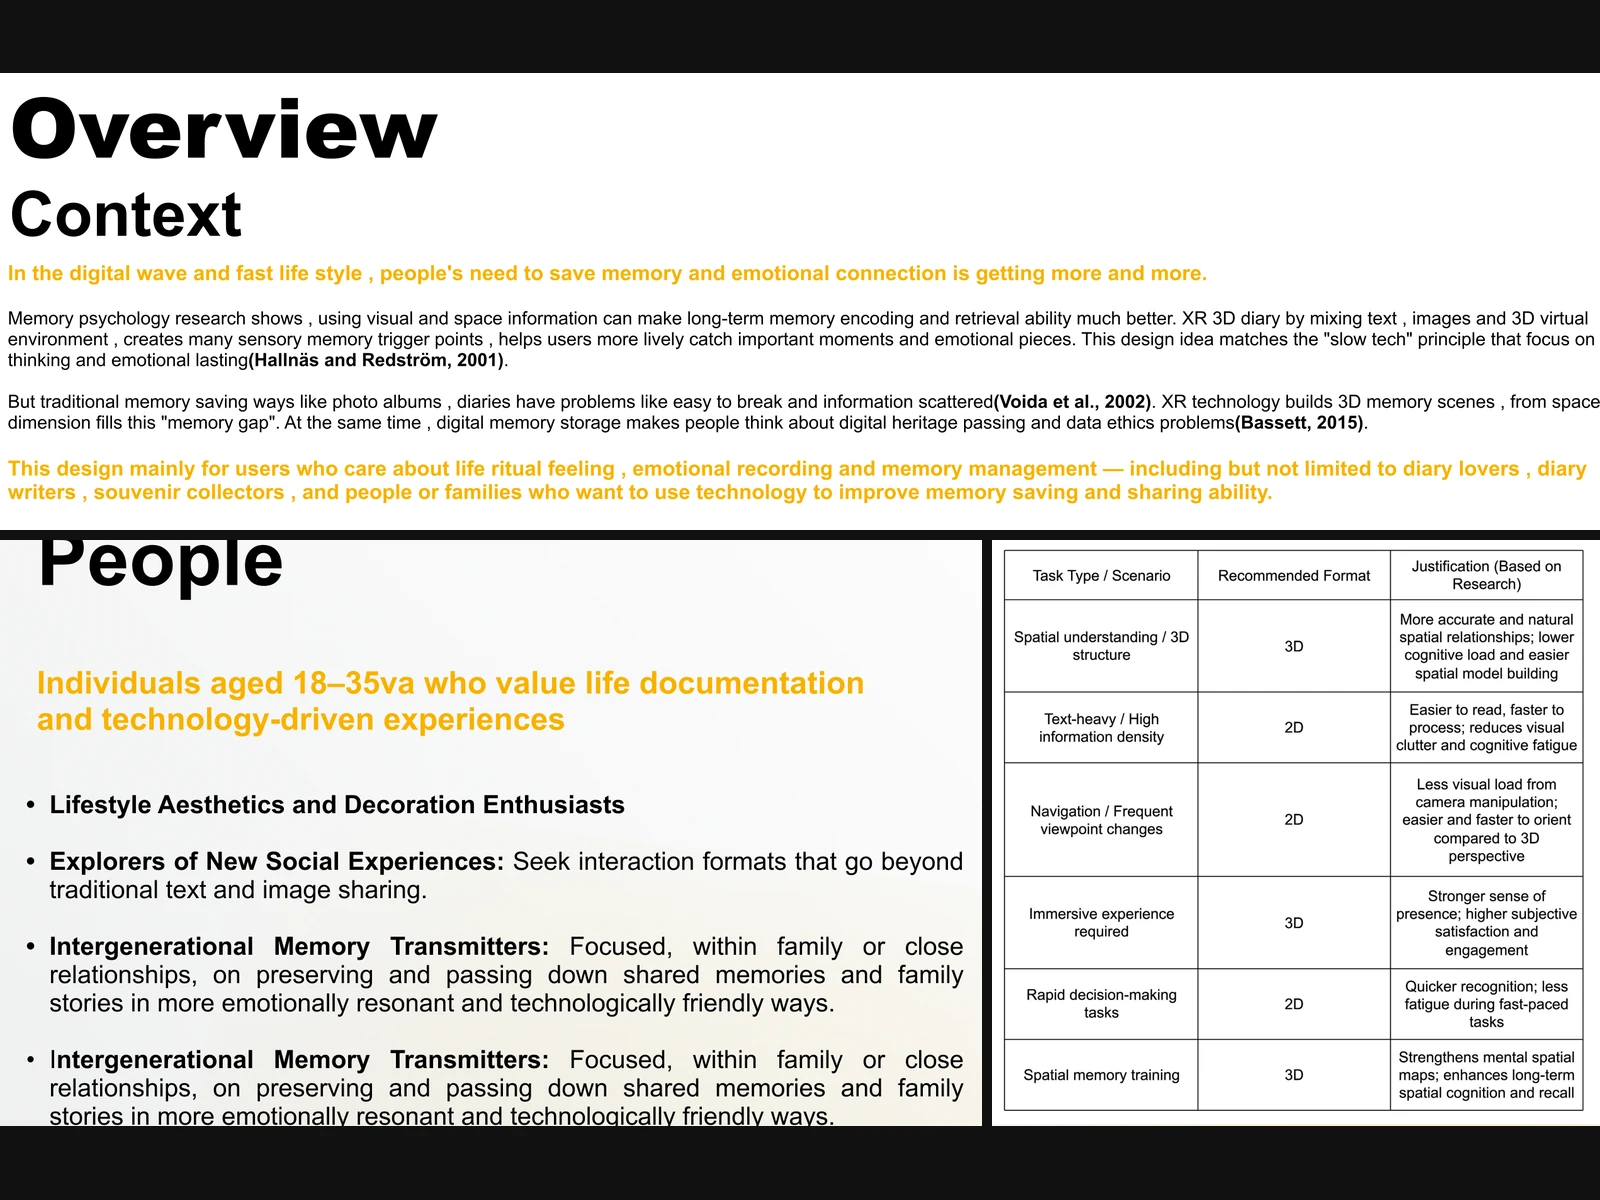 Overview
Context
In the digital wave and fast life style , people's need to save memory and emotional connection is getting more and more.
Memory psychology research shows , using visual and space information can make long-term memory encoding and retrieval ability much better. XR 3D diary by mixing text , images and 3D virtual
environment , creates many sensory memory trigger points , helps users more lively catch important moments and emotional pieces. This design idea matches the "slow tech" principle that focus on
thinking and emotional lasting(Hallnäs and Redström, 2001).
But traditional memory saving ways like photo albums , diaries have problems like easy to break and information scattered(Voida et al., 2002). XR technology builds 3D memory scenes , from space
dimension fills this "memory gap". At the same time , digital memory storage makes people think about digital heritage passing and data ethics problems(Bassett, 2015).
This design mainly for users who care about life ritual feeling , emotional recording and memory management — including but not limited to diary lovers , diary
writers , souvenir collectors , and people or families who want to use technology to improve memory saving and sharing ability.
People
Individuals aged 18–35va who value life documentation
and technology-driven experiences
• Lifestyle Aesthetics and Decoration Enthusiasts
• Explorers of New Social Experiences: Seek interaction formats that go beyond
traditional text and image sharing.
• Intergenerational Memory Transmitters: Focused, within family or close
relationships, on preserving and passing down shared memories and family
stories in more emotionally resonant and technologically friendly ways.
• Intergenerational Memory Transmitters: Focused, within family or close
relationships, on preserving and passing down shared memories and family
stories in more emotionally resonant and technologically friendly ways.
Task Type / Scenario
Recommended Format
Justification (Based on
Research)
Spatial understanding / 3D
structure
3D
More accurate and natural
spatial relationships; lower
cognitive load and easier
spatial model building
Text-heavy / High
information density
2D
Easier to read, faster to
process; reduces visual
clutter and cognitive fatigue
Navigation / Frequent
viewpoint changes
2D
Less visual load from
camera manipulation;
easier and faster to orient
compared to 3D
perspective
Immersive experience
required
3D
Stronger sense of
presence; higher subjective
satisfaction and
engagement
Rapid decision-making
tasks
2D
Quicker recognition; less
fatigue during fast-paced
tasks
Spatial memory training
3D
Strengthens mental spatial
maps; enhances long-term
spatial cognition and recall